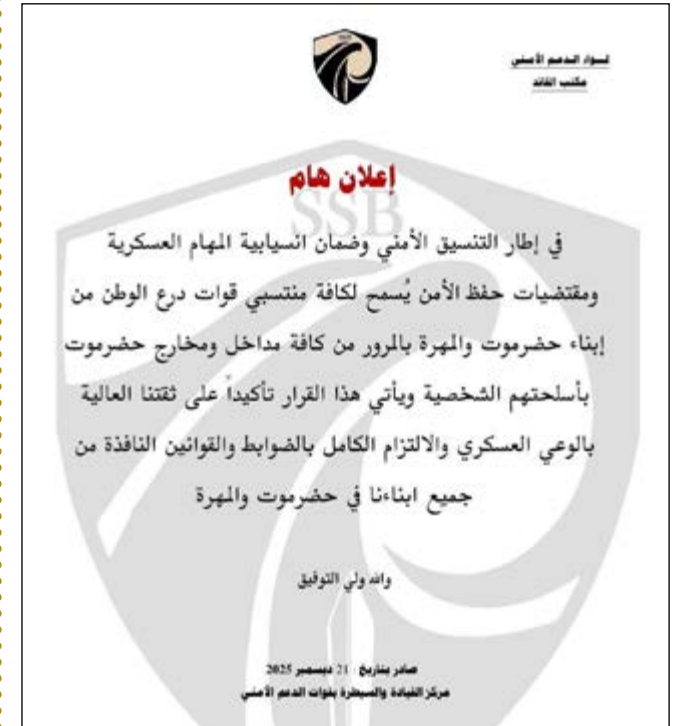 لـواء الدعم الأمني
مكتب القائد
إعلان هام
SSB
في إطار التنسيق الأمني وضمان انسيابية المهام العسكرية
ومقتضيات حفظ الأمن يُسمح لكافة منتسبي قوات درع الوطن من
إبناء حضرموت والمهرة بالمرور من كافة مداخل ومخارج حضرموت
بأسلحتهم الشخصية ويأتي هذا القرار تأكيداً على ثقتنا العالية
بالوعي العسكري والالتزام الكامل بالضوابط والقوانين النافذة من
جميع ابناءنا في حضرموت والمهرة
والله ولي التوفيق
صادر بتاريخ : 21 ديسمبر 2025
مركز القيادة والسيطرة بقوات الدعم الأمني